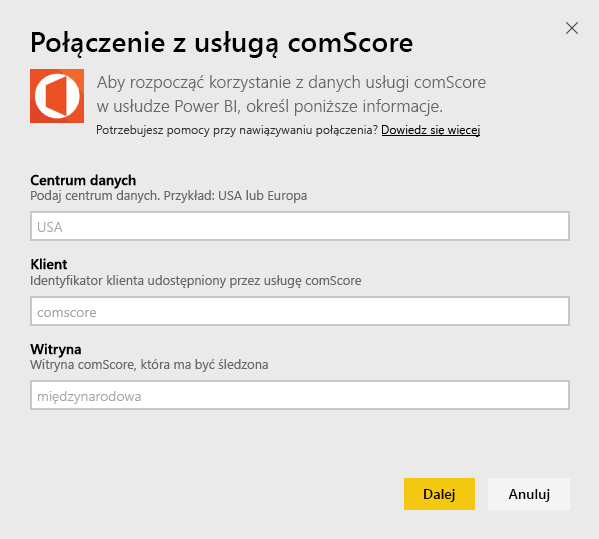 Połączenie z usługą comScore
Aby rozpocząć korzystanie z danych usługi comScore
w usłudze Power BI, określ poniższe informacje.
Potrzebujesz pomocy przy nawiązywaniu połączenia? Dowiedz się więcej
Centrum danych
Podaj centrum danych. Przykład: USA lub Europa
USA
Klient
Identyfikator klienta udostępniony przez usługę comScore
comscore
Witryna
Witryna comScore, która ma być śledzona
międzynarodowa
Dalej
Anuluj